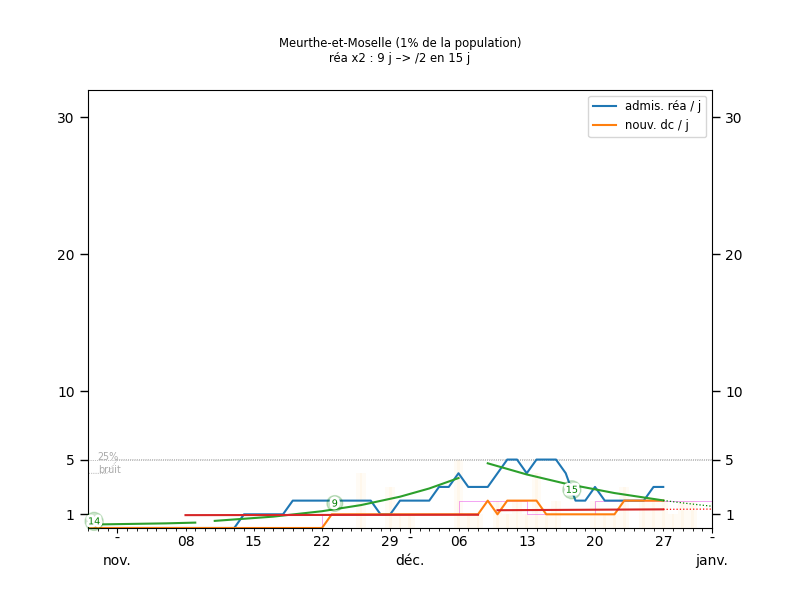 Meurthe-et-Moselle (1% de la population)
réa x2 : 9 j –> /2 en 15 j
admis. réa / j
nouv. dc / j
30
30
20
20
10
10
5
5
1
1
25%
bruit
14
9
15
- 08 15 22 29 - 06 13 20 27 -
nov. déc. janv.